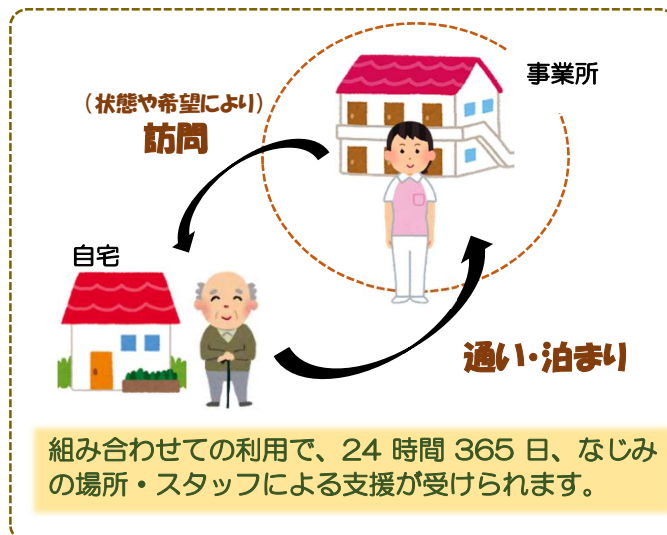 事業所
（状態や希望により）
訪問
自宅
通い・泊まり
組み合わせての利用で、24 時間 365 日、なじみ
の場所・スタッフによる支援が受けられます。